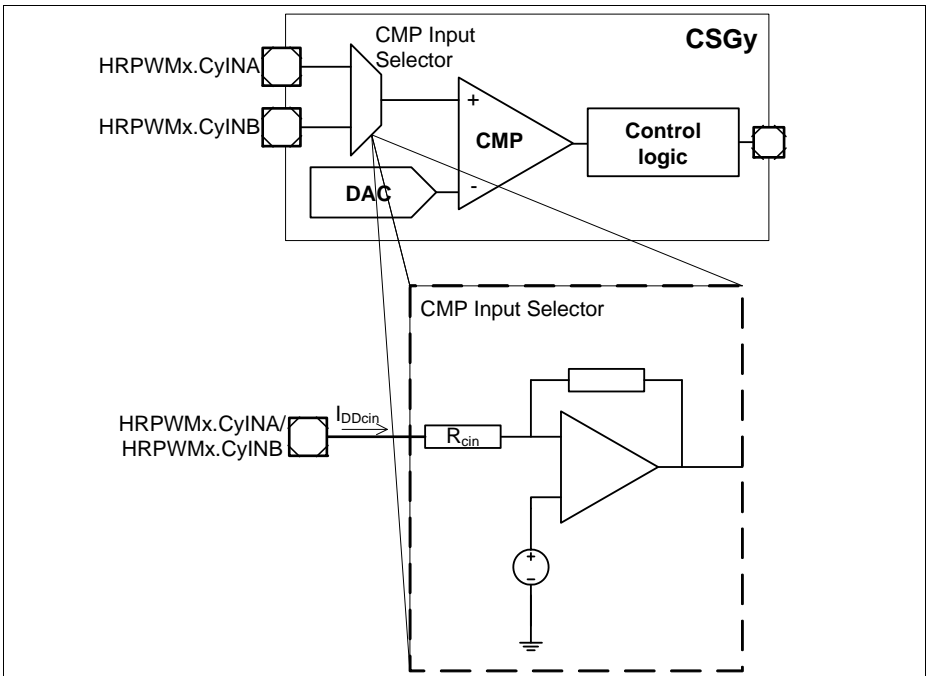 CMP Input
Selector
CSGy
HRPWMx.CyINA
HRPWMx.CyINB
+
CMP
-
Control
logic
DAC
CMP Input Selector
HRPWMx.CyINA/
HRPWMx.CyINB
IDDcin
Rcin
+
−